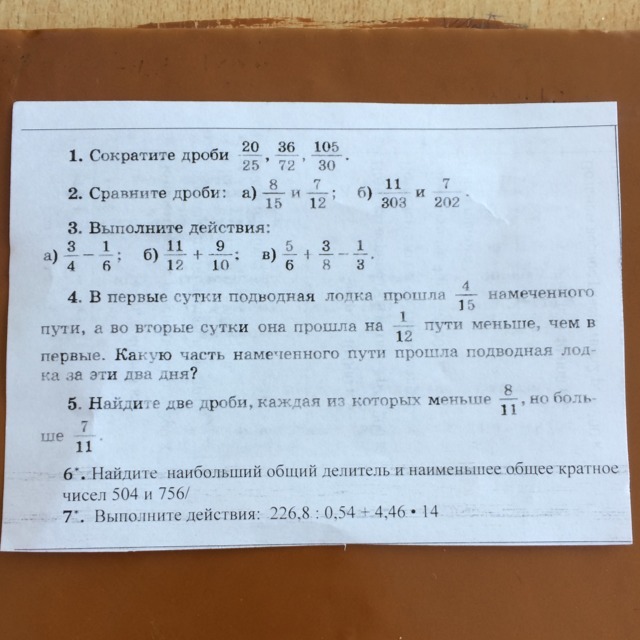 1. Сократите дроби 20/25, 36/72, 105/30.
2. Сравните дроби: а) 8/15 и 7/12; б) 11/303 и 7/202.
3. Выполните действия:
а) 3/4 − 1/6; б) 11/12 + 9/10; в) 5/6 + 3/8 − 1/3.
4. В первые сутки подводная лодка прошла 4/15 намеченного
пути, а во вторые сутки она прошла на 1/12 пути меньше, чем в
первые. Какую часть намеченного пути прошла подводная лод-
ка за эти два дня?
5. Найдите две дроби, каждая из которых меньше 8/11, но боль-
ше 7/11.
6*. Найдите наибольший общий делитель и наименьшее общее кратное
чисел 504 и 756/
7*. Выполните действия: 226,8 : 0,54 + 4,46 • 14